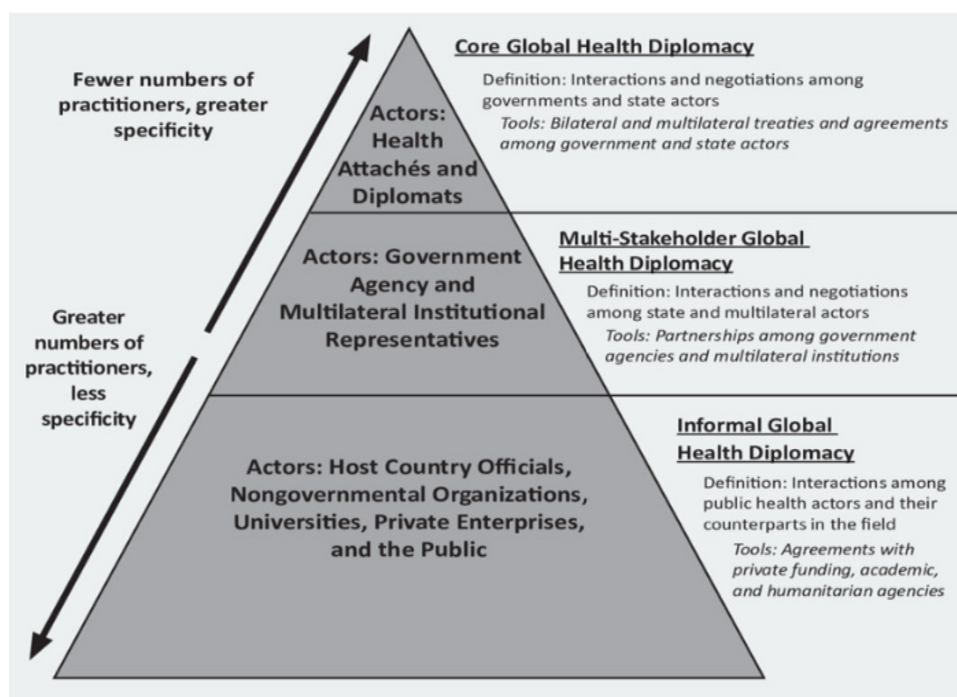 Fewer numbers of
practitioners, greater
specificity
Actors:
Health
Attachés and
Diplomats
Core Global Health Diplomacy
Definition: Interactions and negotiations among
governments and state actors
Tools: Bilateral and multilateral treaties and agreements
among government and state actors
Actors: Government
Agency and
Multilateral Institutional
Representatives
Multi-Stakeholder Global
Health Diplomacy
Definition: Interactions and negotiations
among state and multilateral actors
Tools: Partnerships among government
agencies and multilateral institutions
Greater
numbers of
practitioners,
less
specificity
Actors: Host Country Officials,
Nongovernmental Organizations,
Universities, Private Enterprises,
and the Public
Informal Global
Health Diplomacy
Definition: Interactions among
public health actors and their
counterparts in the field
Tools: Agreements with
private funding, academic,
and humanitarian agencies